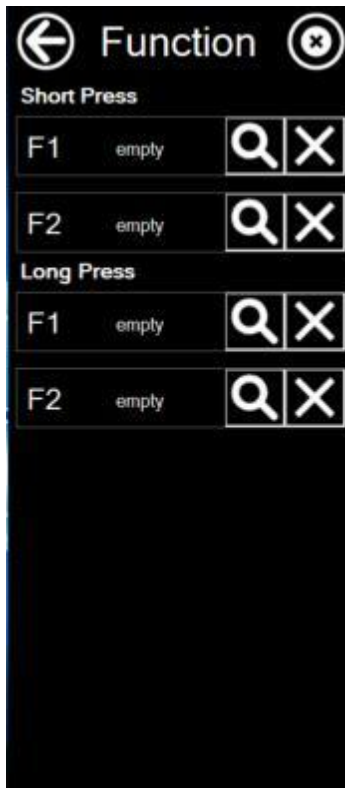 Function
Short Press
F1 empty
F2 empty
Long Press
F1 empty
F2 empty